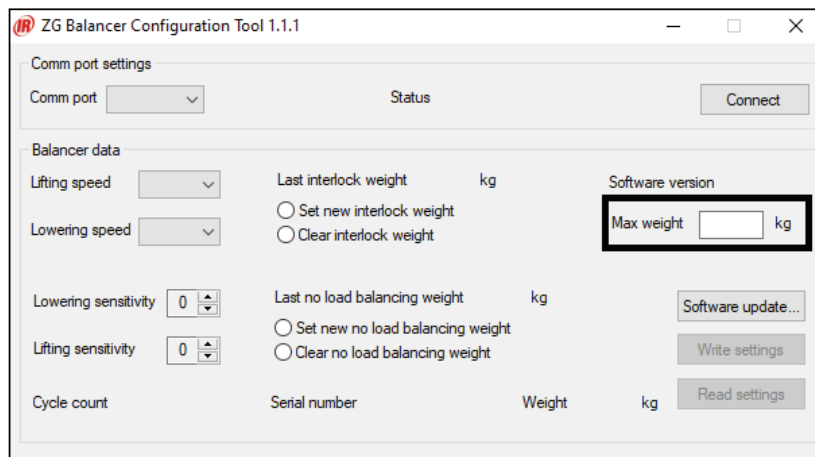 IR ZG Balancer Configuration Tool 1.1.1
Comm port settings
Comm port Status Connect
Balancer data
Lifting speed Last interlock weight kg Software version
Set new interlock weight Max weight kg
Lowering speed Clear interlock weight
Lowering sensitivity 0 Last no load balancing weight kg Software update...
Set new no load balancing weight
Lifting sensitivity 0 Clear no load balancing weight Write settings
Cycle count Serial number Weight kg Read settings